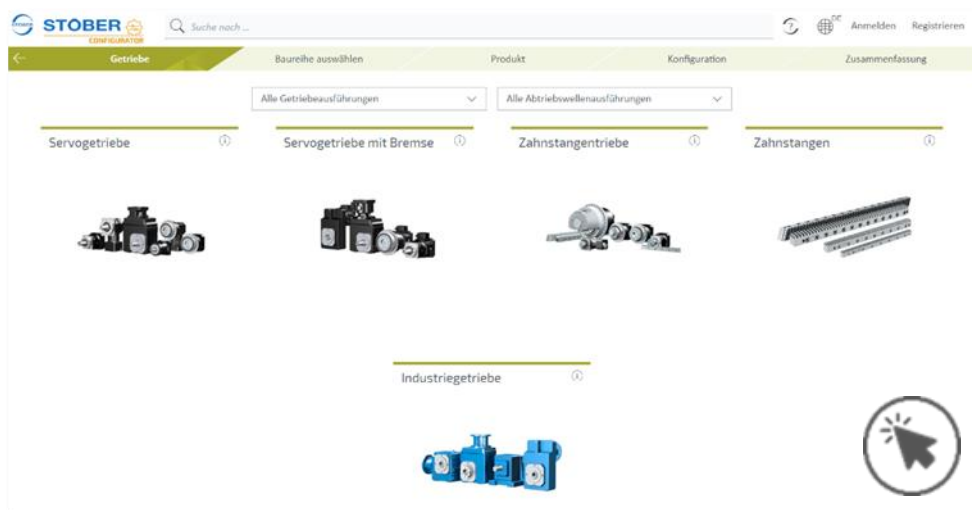 STÖBER
CONFIGURATOR
Suche nach ...
DE
Anmelden
Registrieren
Getriebe
Baureihe auswählen
Produkt
Konfiguration
Zusammenfassung
Alle Getriebeausführungen
Alle Abtriebswellenausführungen
Servogetriebe
Servogetriebe mit Bremse
Zahnstangentriebe
Zahnstangen
Industriegetriebe